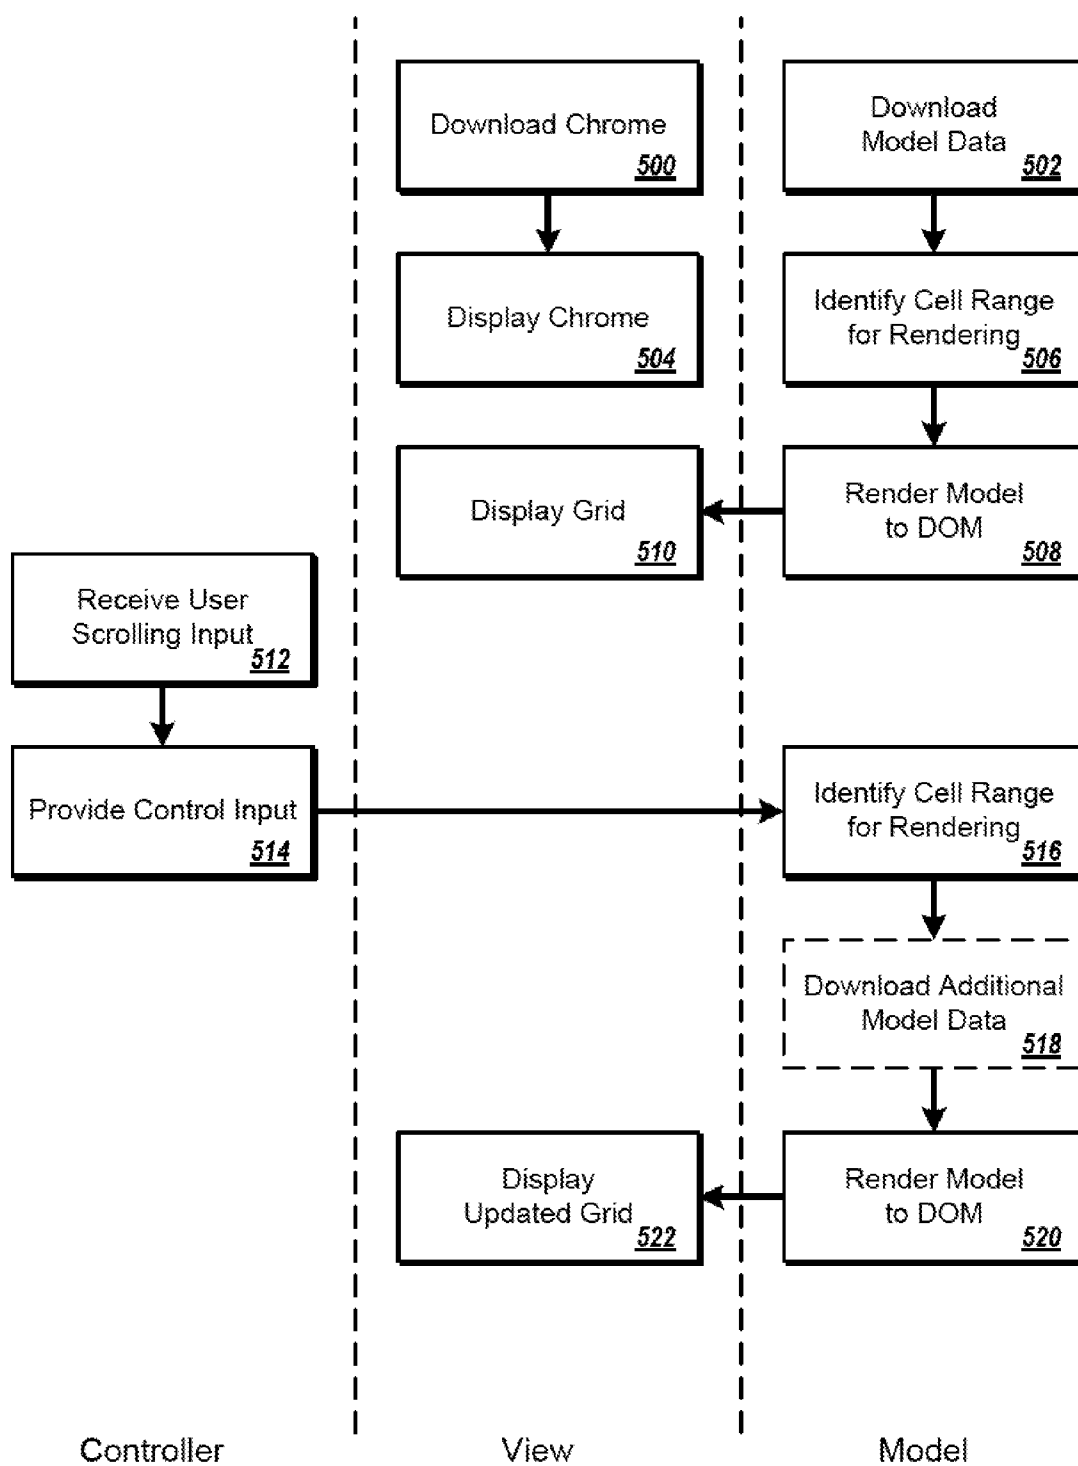 Download Chrome
500
Download
Model Data
502
Display Chrome
504
Identify Cell Range
for Rendering
506
Display Grid
510
Render Model
to DOM
508
Receive User
Scrolling Input
512
Provide Control Input
514
Identify Cell Range
for Rendering
516
Download Additional
Model Data
518
Display
Updated Grid
522
Render Model
to DOM
520
Controller
View
Model